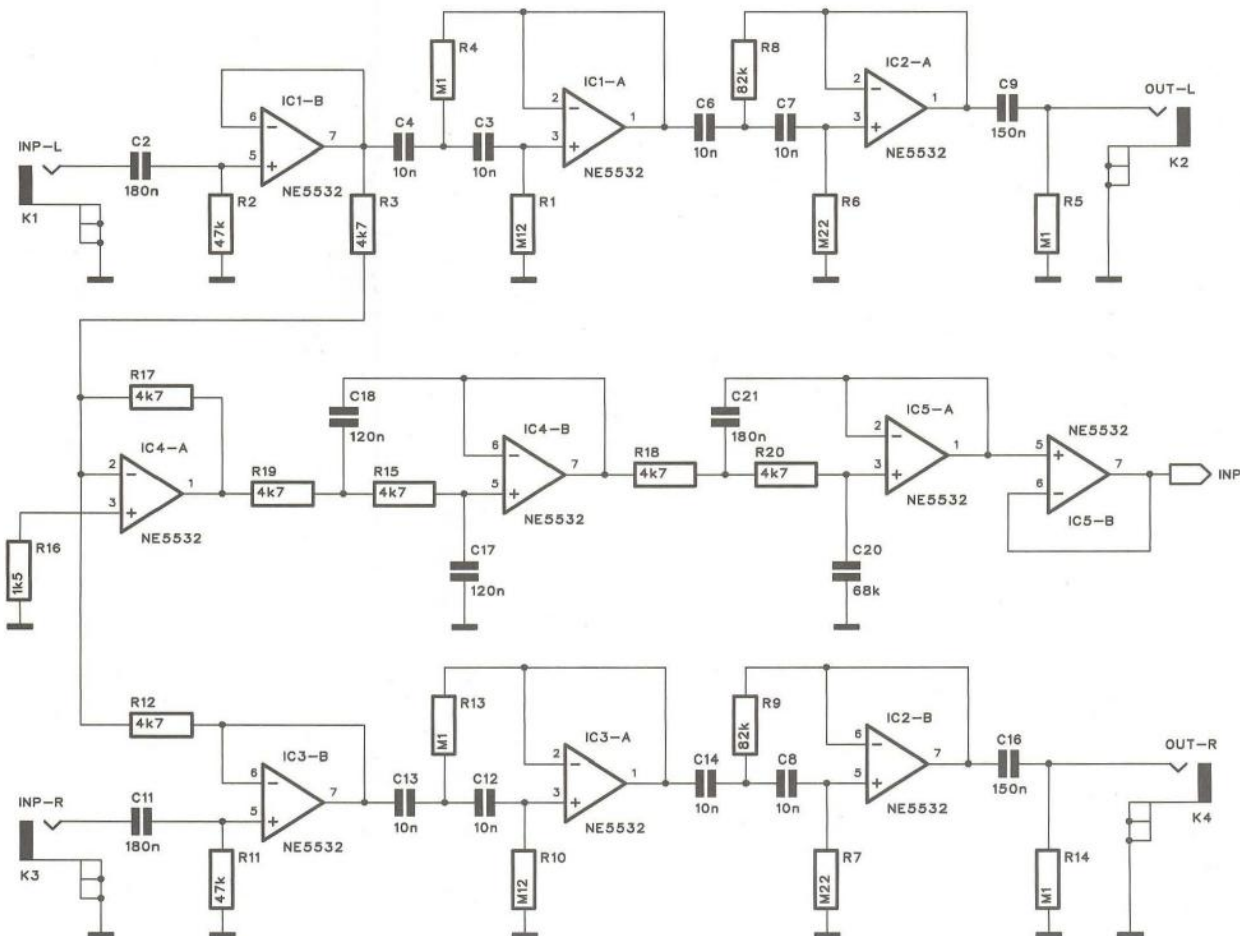 R4
M1
IC1-A
2
3
1
NE5532
R8
82k
IC2-A
2
3
1
NE5532
C9
150n
OUT-L
K2
IC1-B
6
5
7
NE5532
C4
10n
C3
10n
C6
10n
C7
10n
INP-L
C2
180n
K1
R2
47k
R3
4k7
R1
M12
R6
M22
R5
M1
R17
4k7
C18
120n
C21
180n
IC4-A
2
3
1
NE5532
R19
4k7
R15
4k7
IC4-B
6
5
7
NE5532
R18
4k7
R20
4k7
IC5-A
2
3
1
NE5532
NE5532
5
6
7
IC5-B
INP
R16
1k5
C17
120n
C20
68k
R12
4k7
R13
M1
IC3-A
2
3
1
NE5532
R9
82k
IC2-B
6
5
7
NE5532
C16
150n
OUT-R
K4
IC3-B
6
5
7
NE5532
C13
10n
C12
10n
C14
10n
C8
10n
INP-R
C11
180n
K3
R11
47k
R10
M12
R7
M22
R14
M1